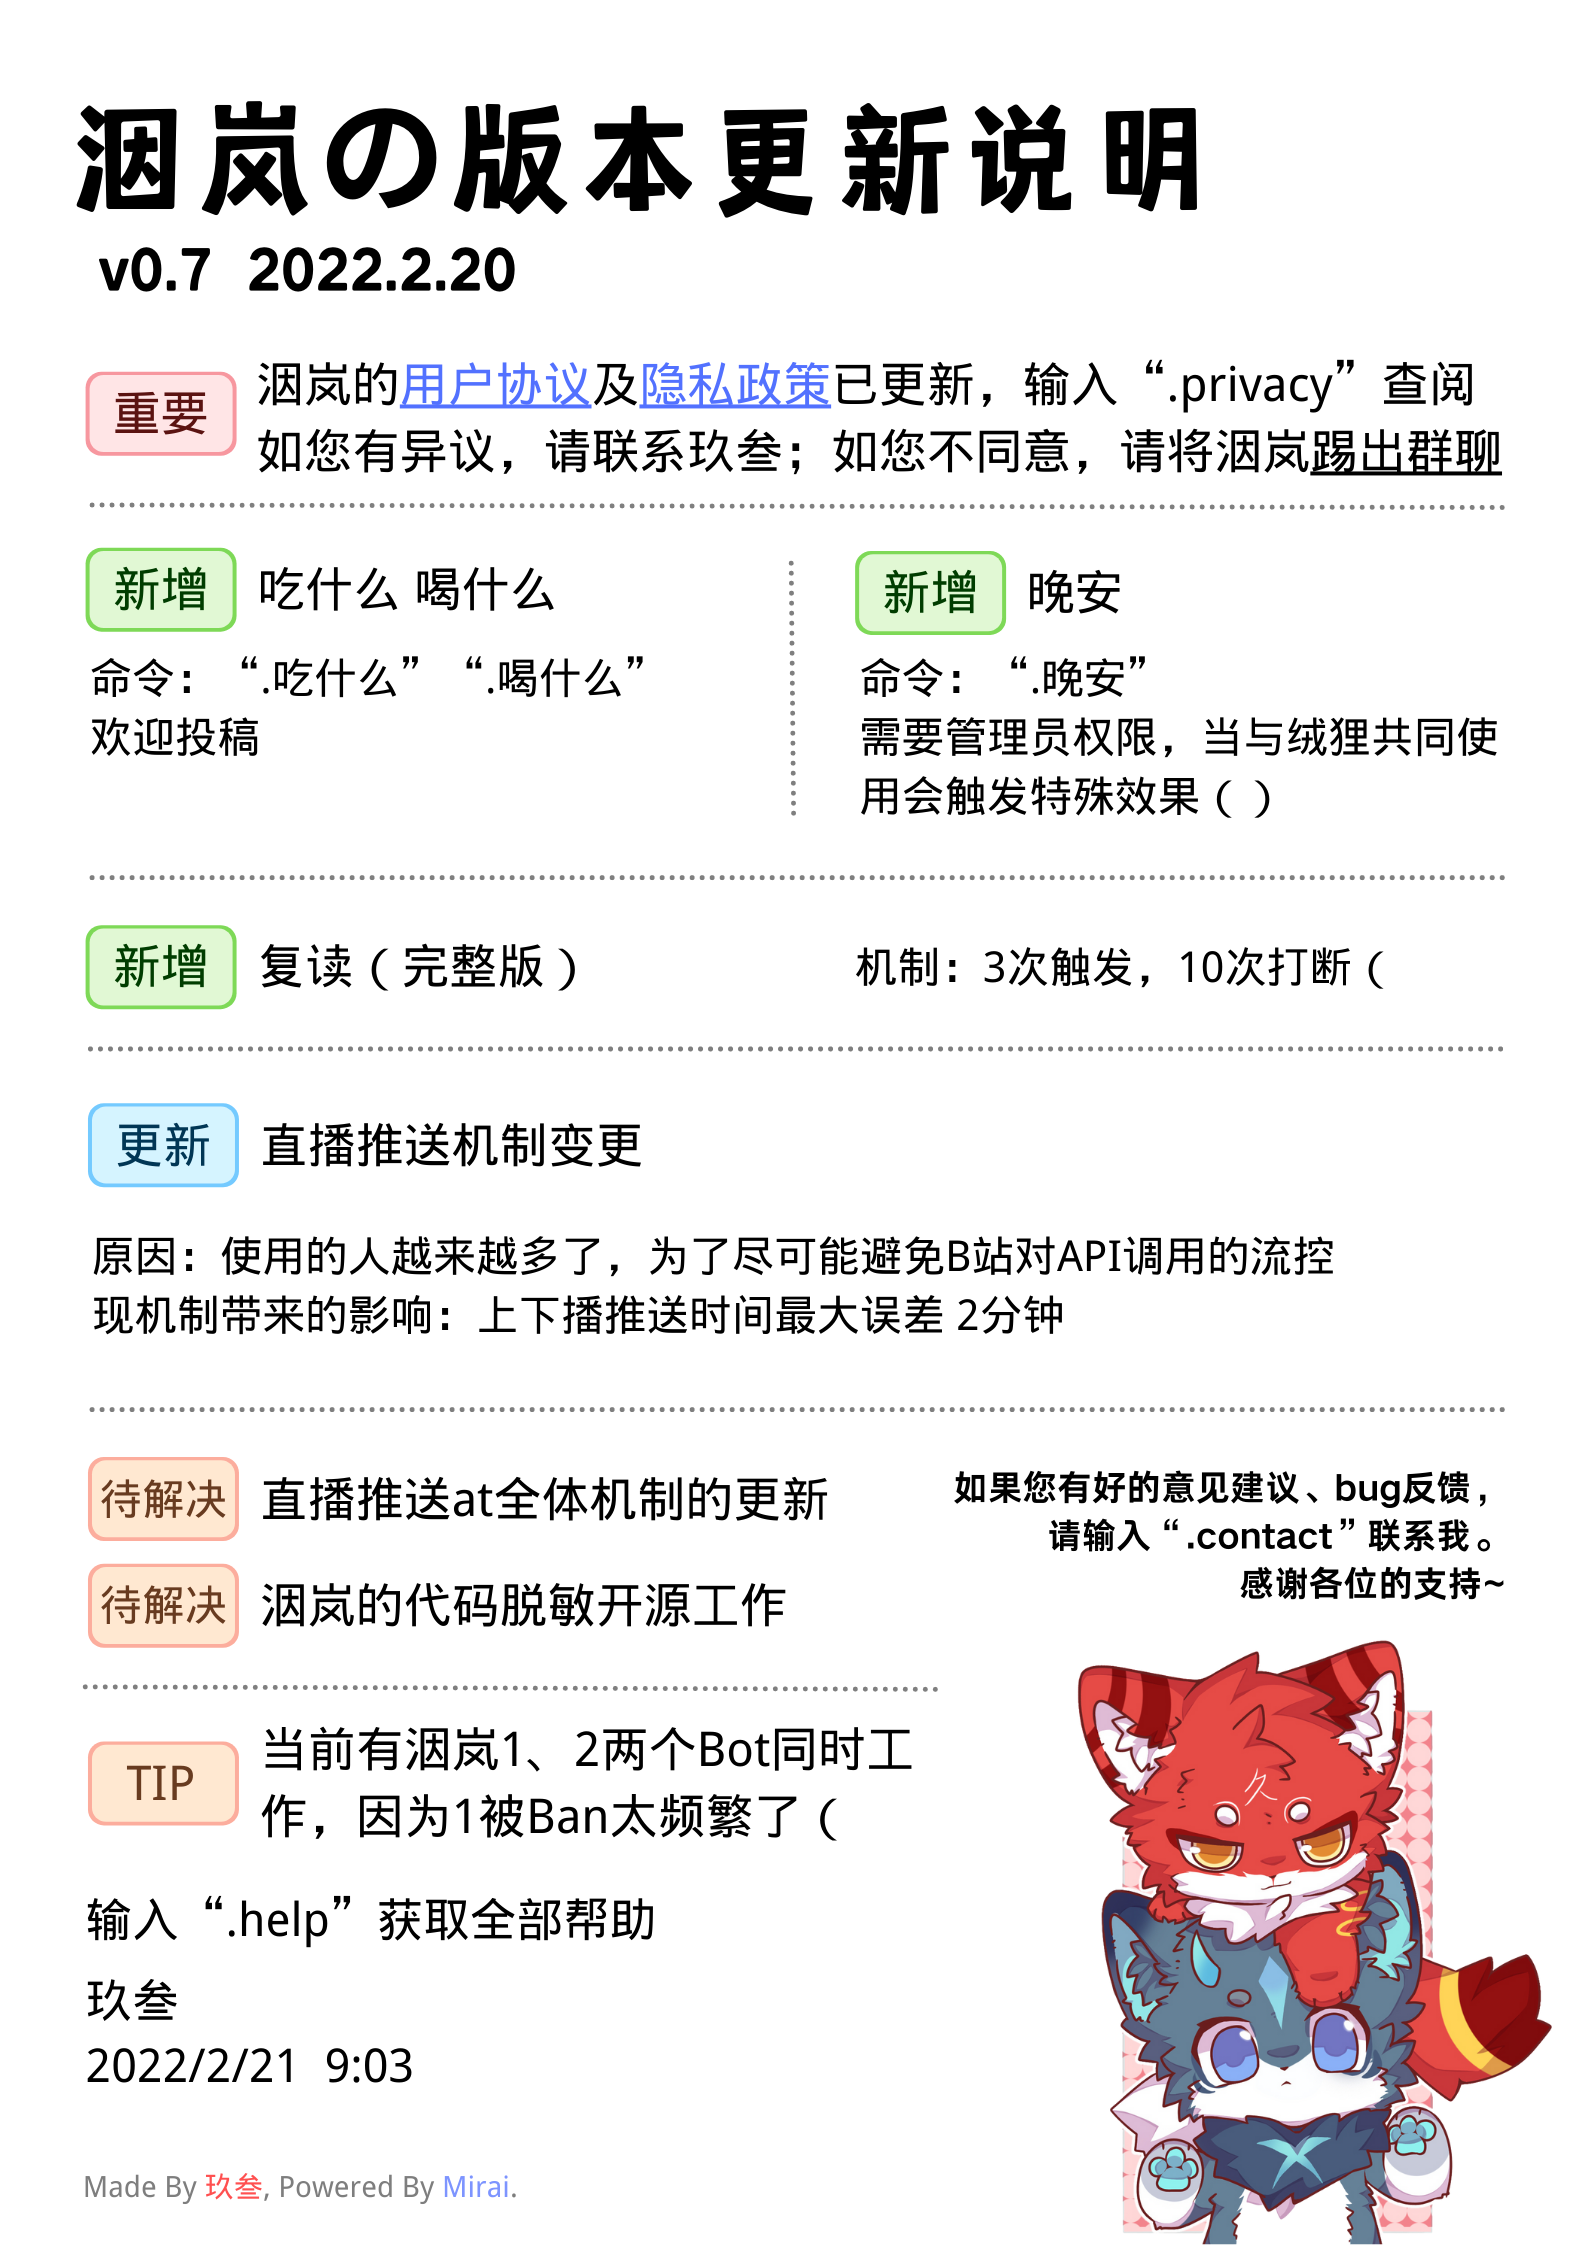 洇岚の版本更新说明
v0.7 2022.2.20
重要
洇岚的用户协议及隐私政策已更新，输入“.privacy”查阅
如您有异议，请联系玖叁；如您不同意，请将洇岚踢出群聊
新增 吃什么 喝什么
命令：“.吃什么” “.喝什么”
欢迎投稿
新增 晚安
命令：“.晚安”
需要管理员权限，当与绒狸共同使
用会触发特殊效果（ ）
新增 复读（完整版）
机制：3次触发，10次打断（
更新 直播推送机制变更
原因：使用的人越来越多了，为了尽可能避免B站对API调用的流控
现机制带来的影响：上下播推送时间最大误差 2分钟
待解决 直播推送at全体机制的更新
待解决 洇岚的代码脱敏开源工作
如果您有好的意见建议、bug反馈，
请输入“.contact”联系我。
感谢各位的支持~
TIP
当前有洇岚1、2两个Bot同时工
作，因为1被Ban太频繁了（
输入“.help”获取全部帮助
玖叁
2022/2/21 9:03
Made By 玖叁, Powered By Mirai.
久